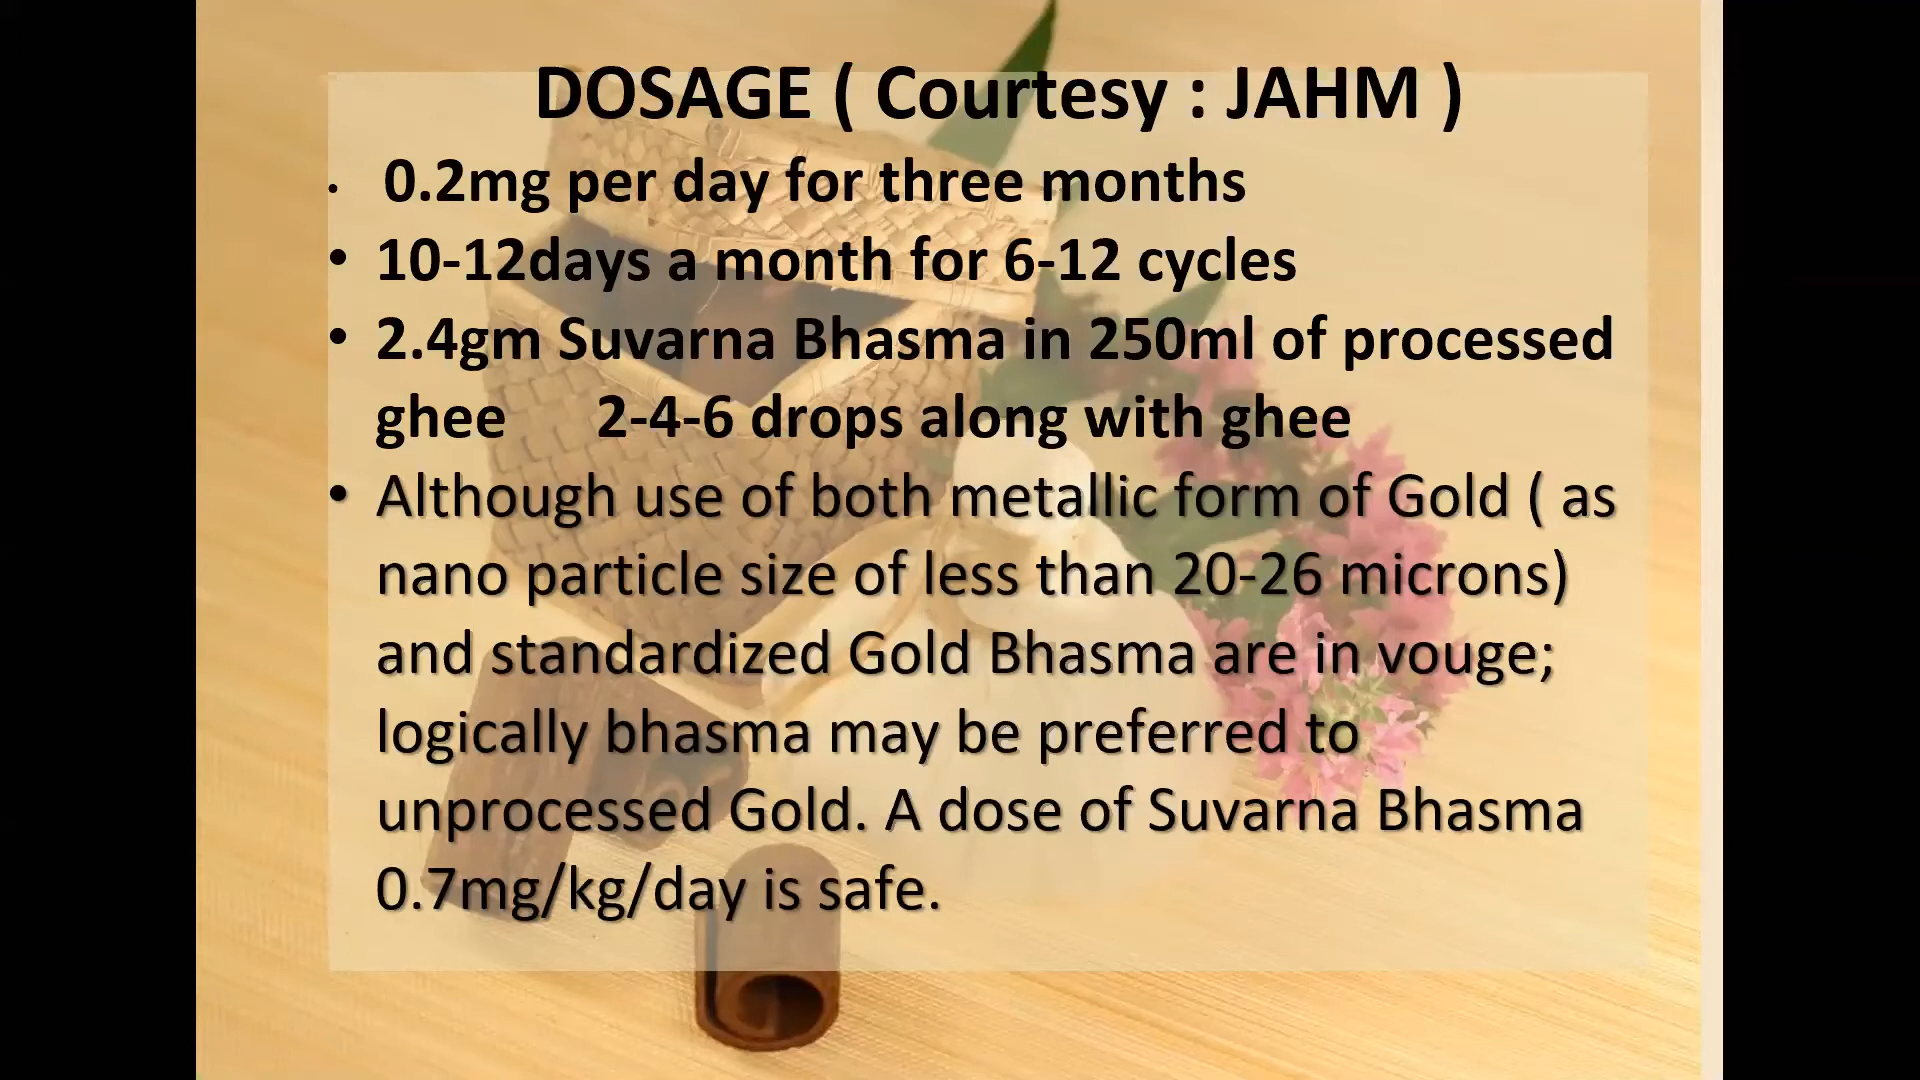 DOSAGE ( Courtesy : JAHM )
• 0.2mg per day for three months
• 10-12days a month for 6-12 cycles
• 2.4gm Suvarna Bhasma in 250ml of processed
ghee 2-4-6 drops along with ghee
• Although use of both metallic form of Gold ( as
nano particle size of less than 20-26 microns)
and standardized Gold Bhasma are in vouge;
logically bhasma may be preferred to
unprocessed Gold. A dose of Suvarna Bhasma
0.7mg/kg/day is safe.